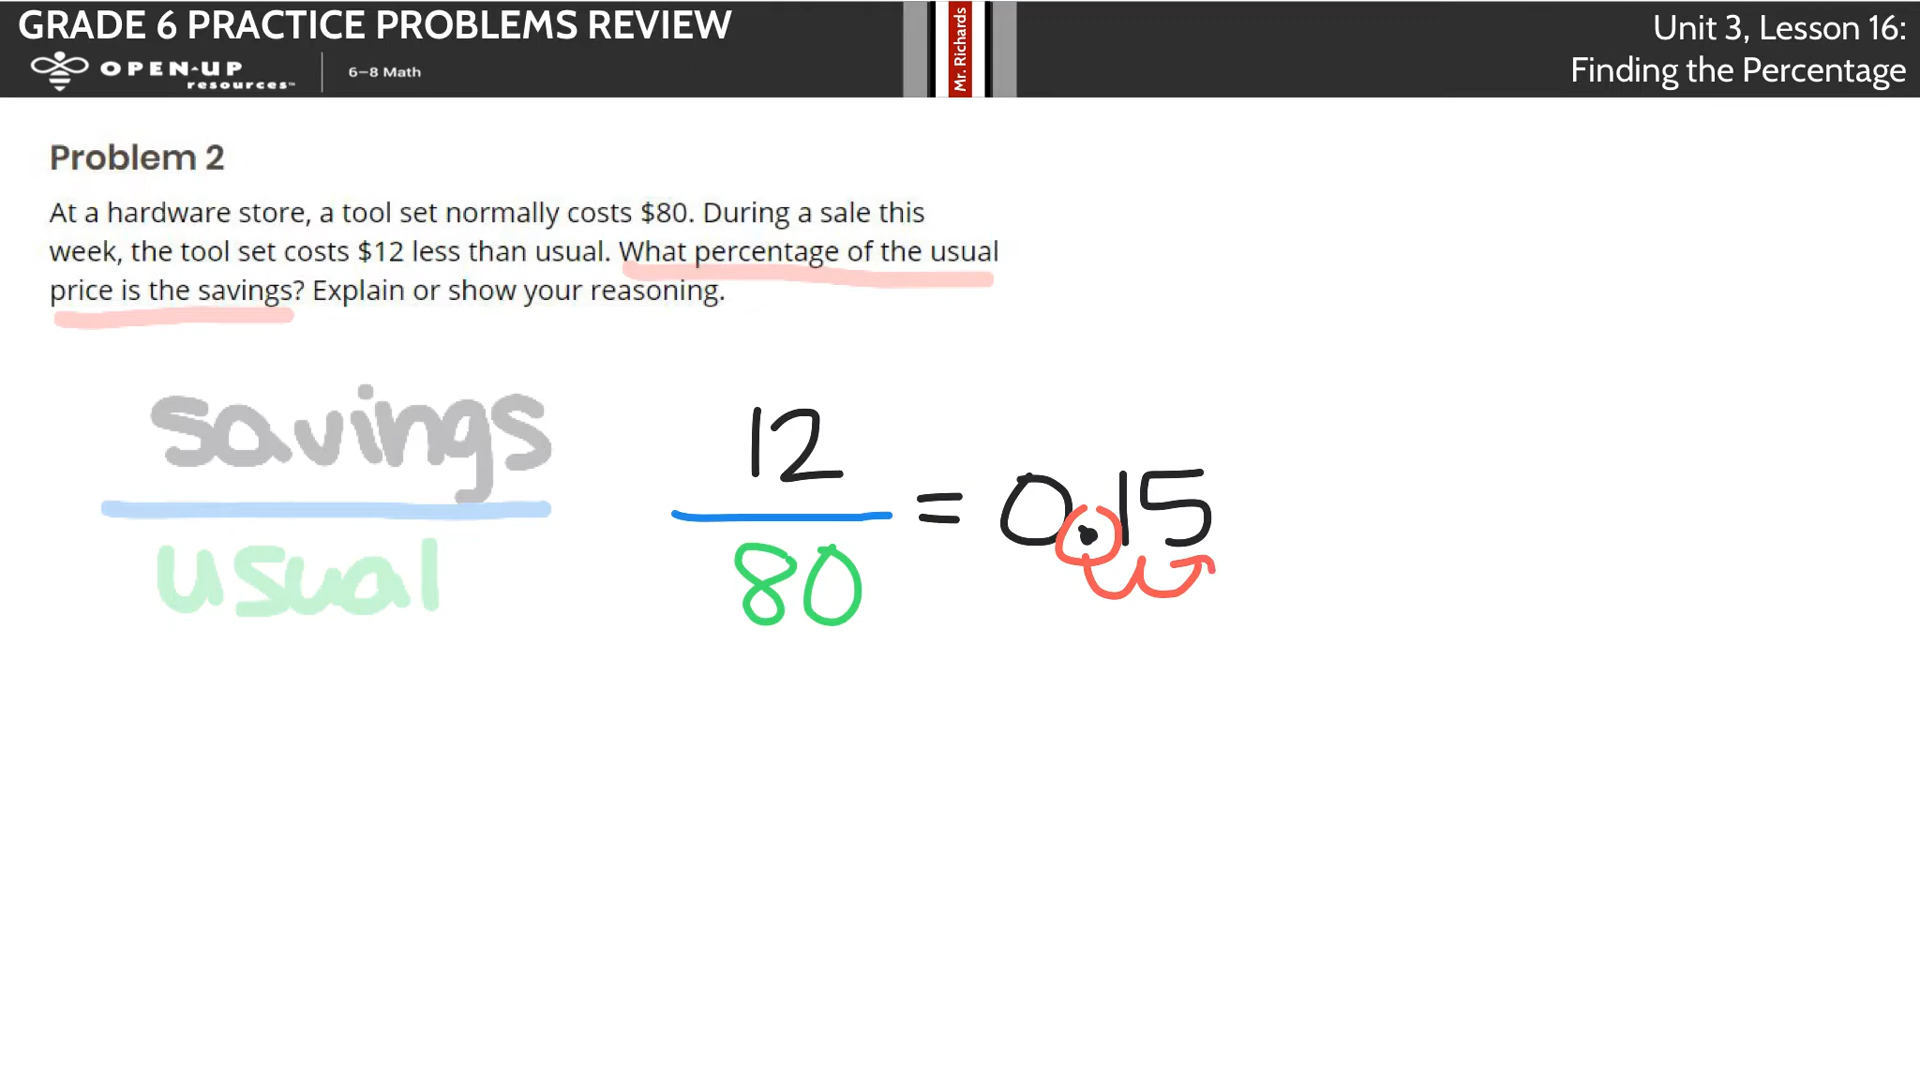 GRADE 6 PRACTICE PROBLEMS REVIEW
OPEN-UP resources™
6–8 Math
Mr. Richards
Unit 3, Lesson 16:
Finding the Percentage
Problem 2
At a hardware store, a tool set normally costs $80. During a sale this
week, the tool set costs $12 less than usual. What percentage of the usual
price is the savings? Explain or show your reasoning.
savings
usual
12
80
= 0.15